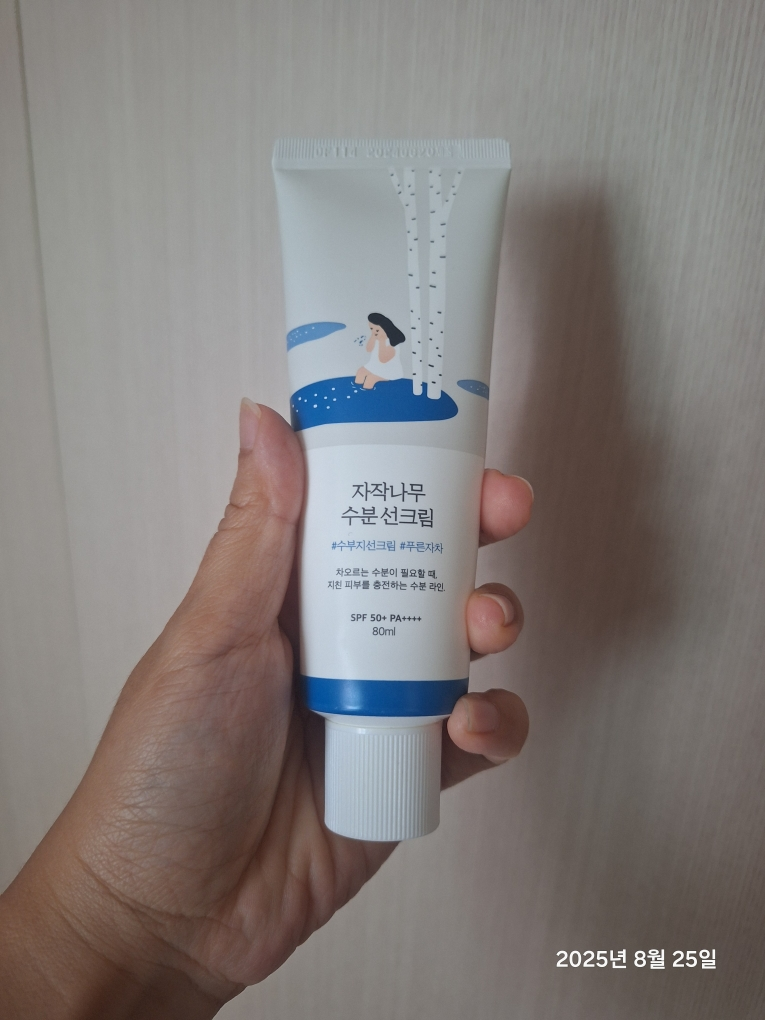 자작나무
수분 선크림
#수부지선크림 #푸른자차
차오르는 수분이 필요할 때,
지친 피부를 충전하는 수분 라인.
SPF 50+ PA++++
80ml
2025년 8월 25일